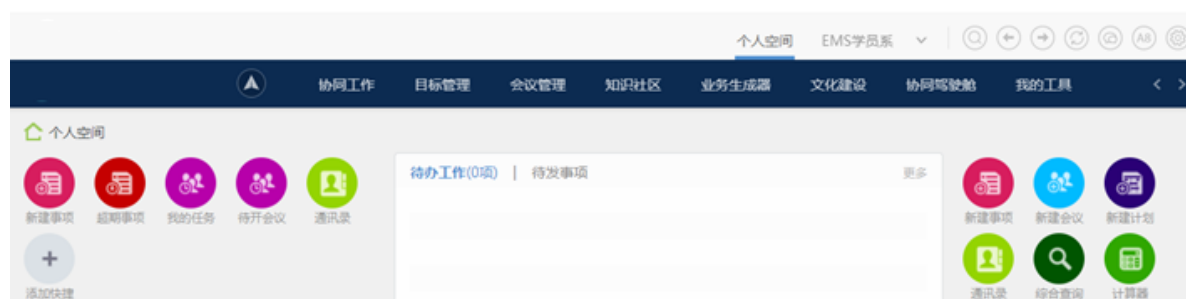 个人空间 EMS学员系
A8
协同工作 目标管理 会议管理 知识社区 业务生成器 文化建设 协同驾驶舱 我的工具
个人空间
待办工作(0项) | 待发事项 更多
新建事项 超期事项 我的任务 待开会议 通讯录
新建事项 新建会议 新建计划
添加快捷
通讯录 综合查询 计算器